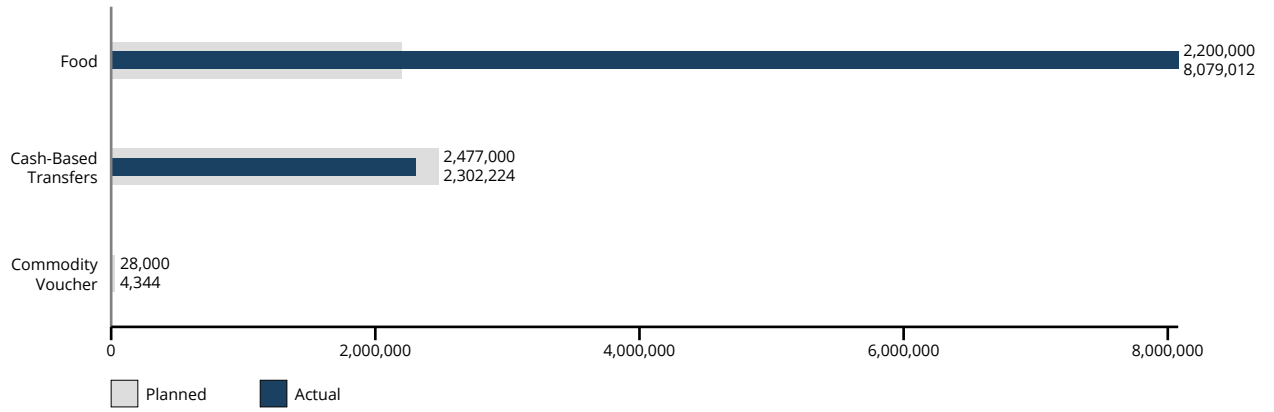 Food
2,200,000
8,079,012
Cash-Based
Transfers
2,477,000
2,302,224
Commodity
Voucher
28,000
4,344
0
2,000,000
4,000,000
6,000,000
8,000,000
Planned
Actual